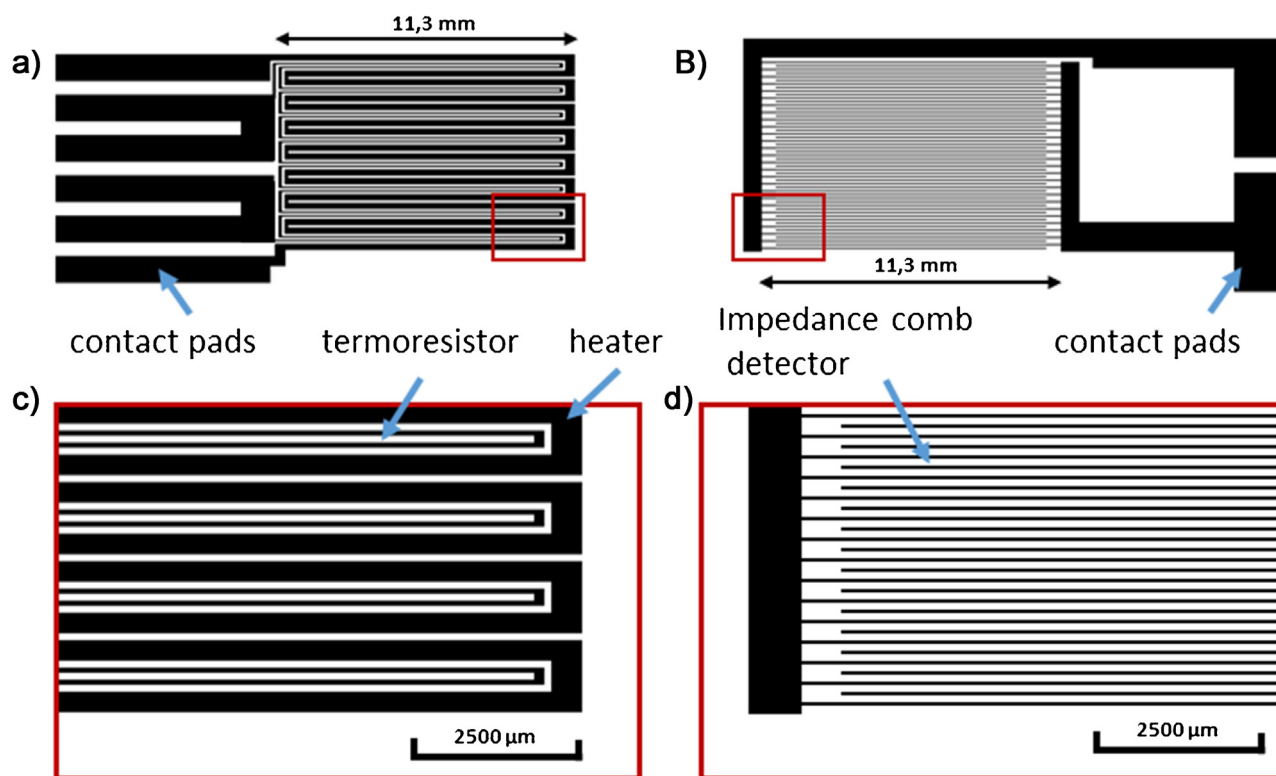 a)
11,3 mm
B)
11,3 mm
contact pads
termoresistor
heater
Impedance comb
detector
contact pads
c)
2500 µm
d)
2500 µm